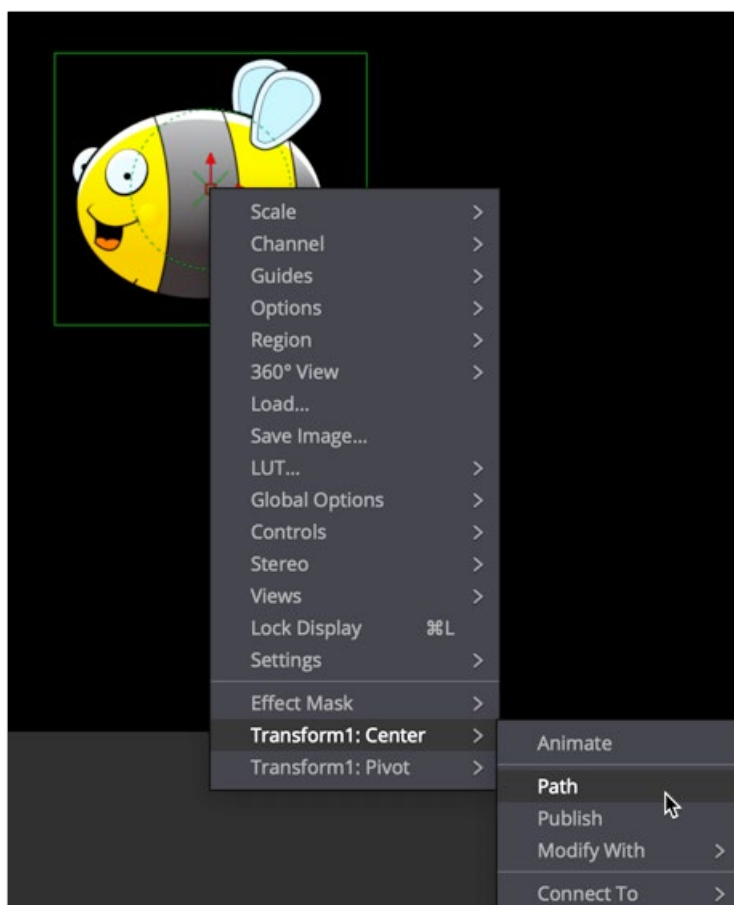 Scale
Channel
Guides
Options
Region
360° View
Load...
Save Image...
LUT...
Global Options
Controls
Stereo
Views
Lock Display ⌘L
Settings
Effect Mask
Transform1: Center
Transform1: Pivot
Animate
Path
Publish
Modify With
Connect To